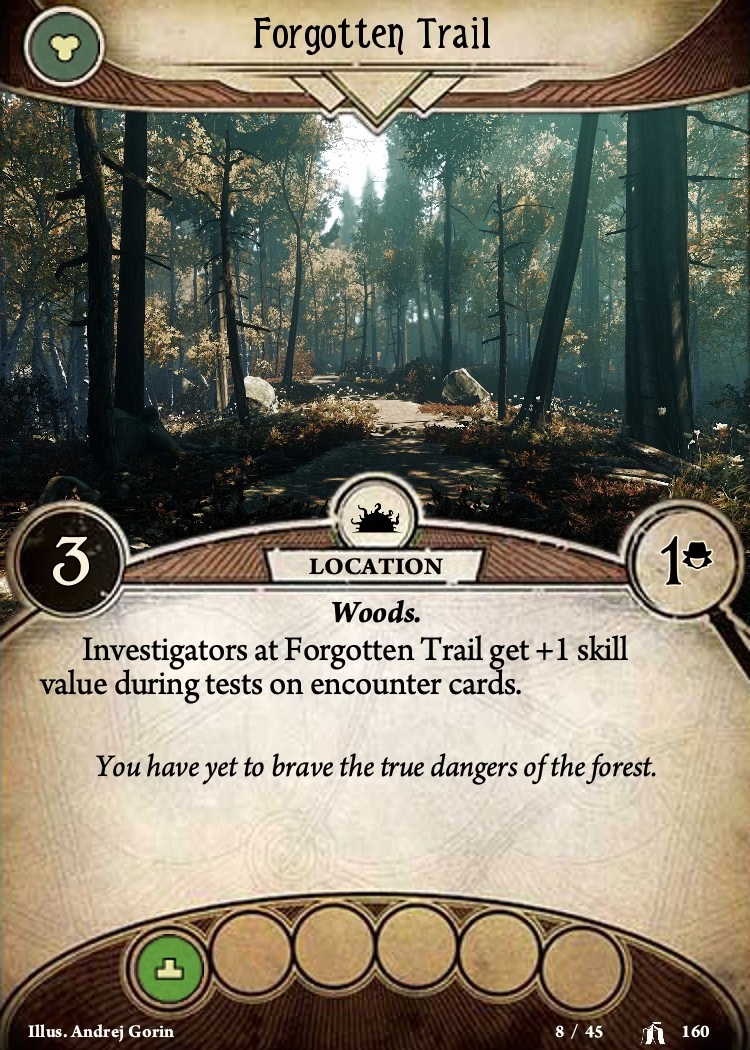 Forgotten Trail
3
LOCATION
1
Woods.
Investigators at Forgotten Trail get +1 skill
value during tests on encounter cards.
You have yet to brave the true dangers of the forest.
Illus. Andrej Gorin
8 / 45
160